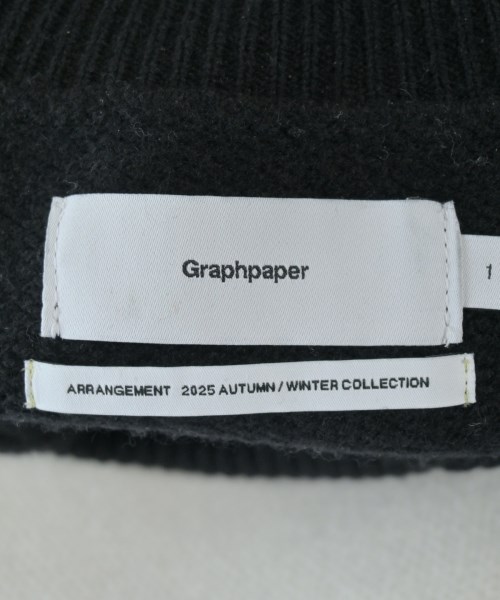 Graphpaper
1
ARRANGEMENT 2025 AUTUMN / WINTER COLLECTION